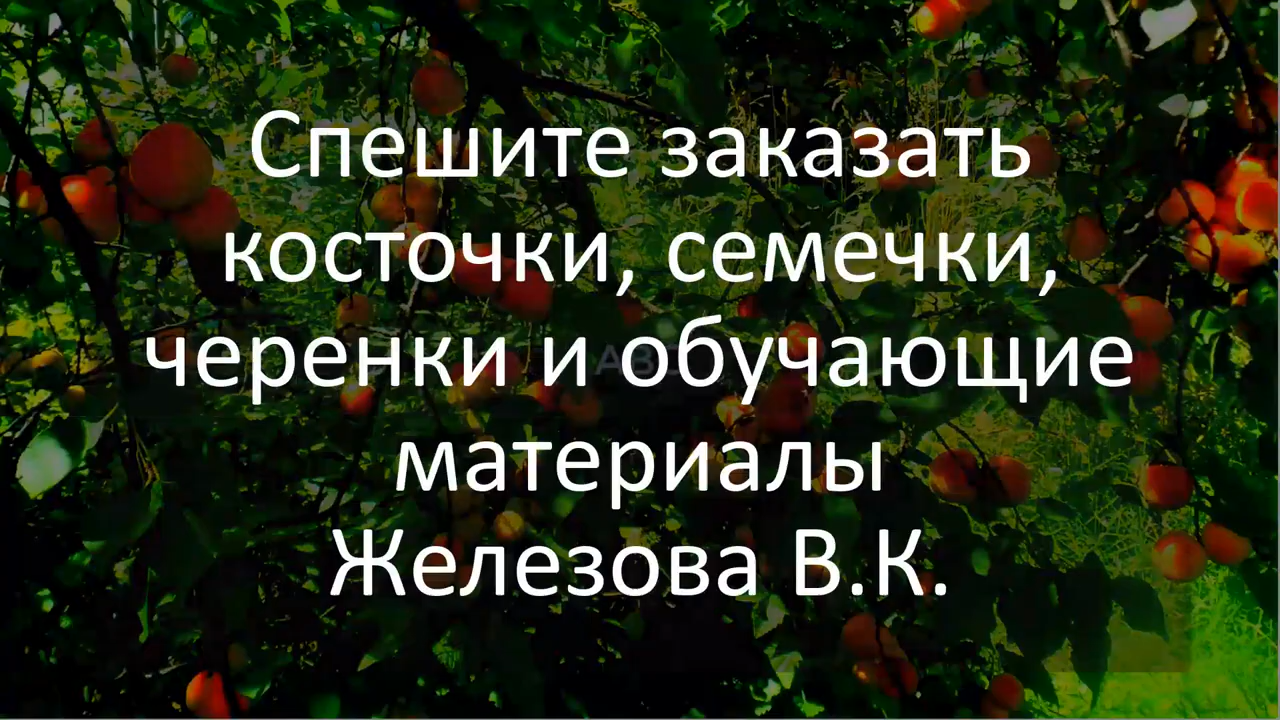 Спешите заказать
косточки, семечки,
черенки и обучающие
материалы
Железова В.К.